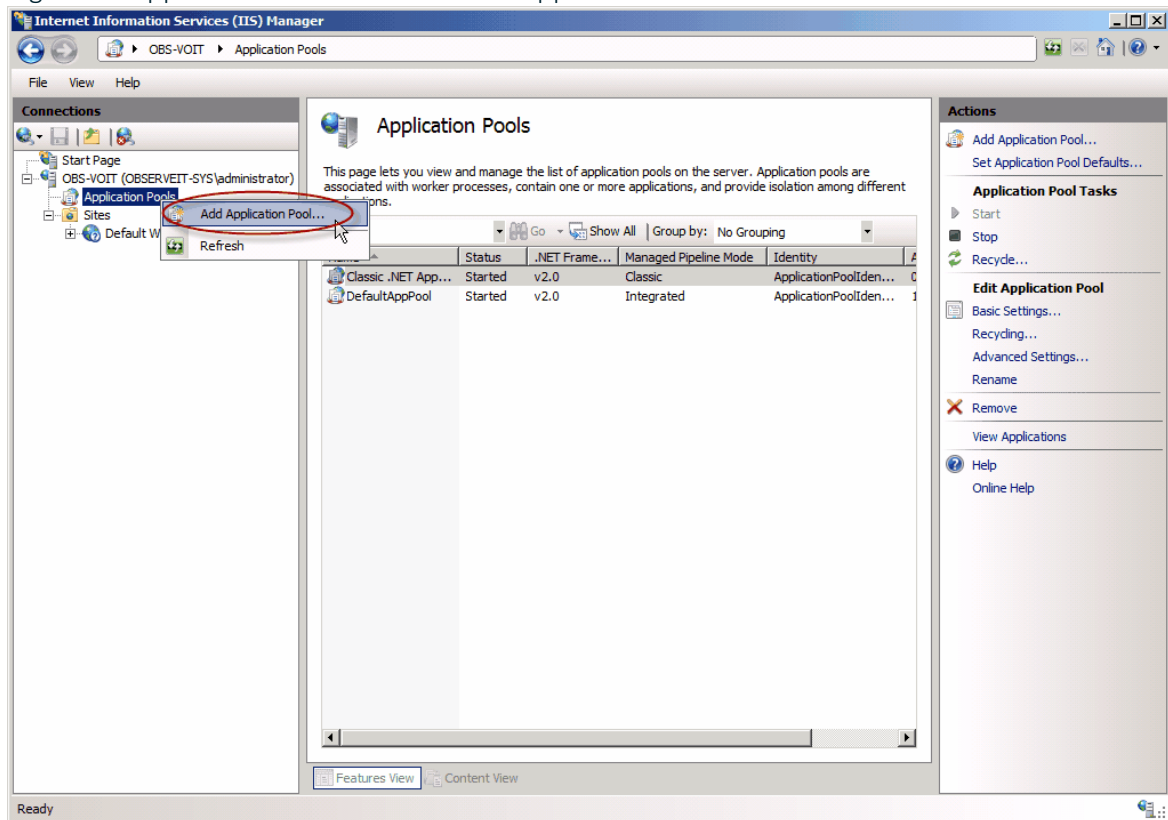 Internet Information Services (IIS) Manager
OBS-VOIT Application Pools
File View Help
Connections
Start Page
OBS-VOIT (OBSERVEIT-SYS\administrator)
Application Pools
Sites
Default W
Add Application Pool...
Refresh
Application Pools
This page lets you view and manage the list of application pools on the server. Application pools are
associated with worker processes, contain one or more applications, and provide isolation among different
Go Show All Group by: No Grouping
Status .NET Frame... Managed Pipeline Mode Identity
Classic .NET App... Started v2.0 Classic ApplicationPoolIden... 0
DefaultAppPool Started v2.0 Integrated ApplicationPoolIden... 1
Features View Content View
Actions
Add Application Pool...
Set Application Pool Defaults...
Application Pool Tasks
Start
Stop
Recycle...
Edit Application Pool
Basic Settings...
Recycling...
Advanced Settings...
Rename
Remove
View Applications
Help
Online Help
Ready